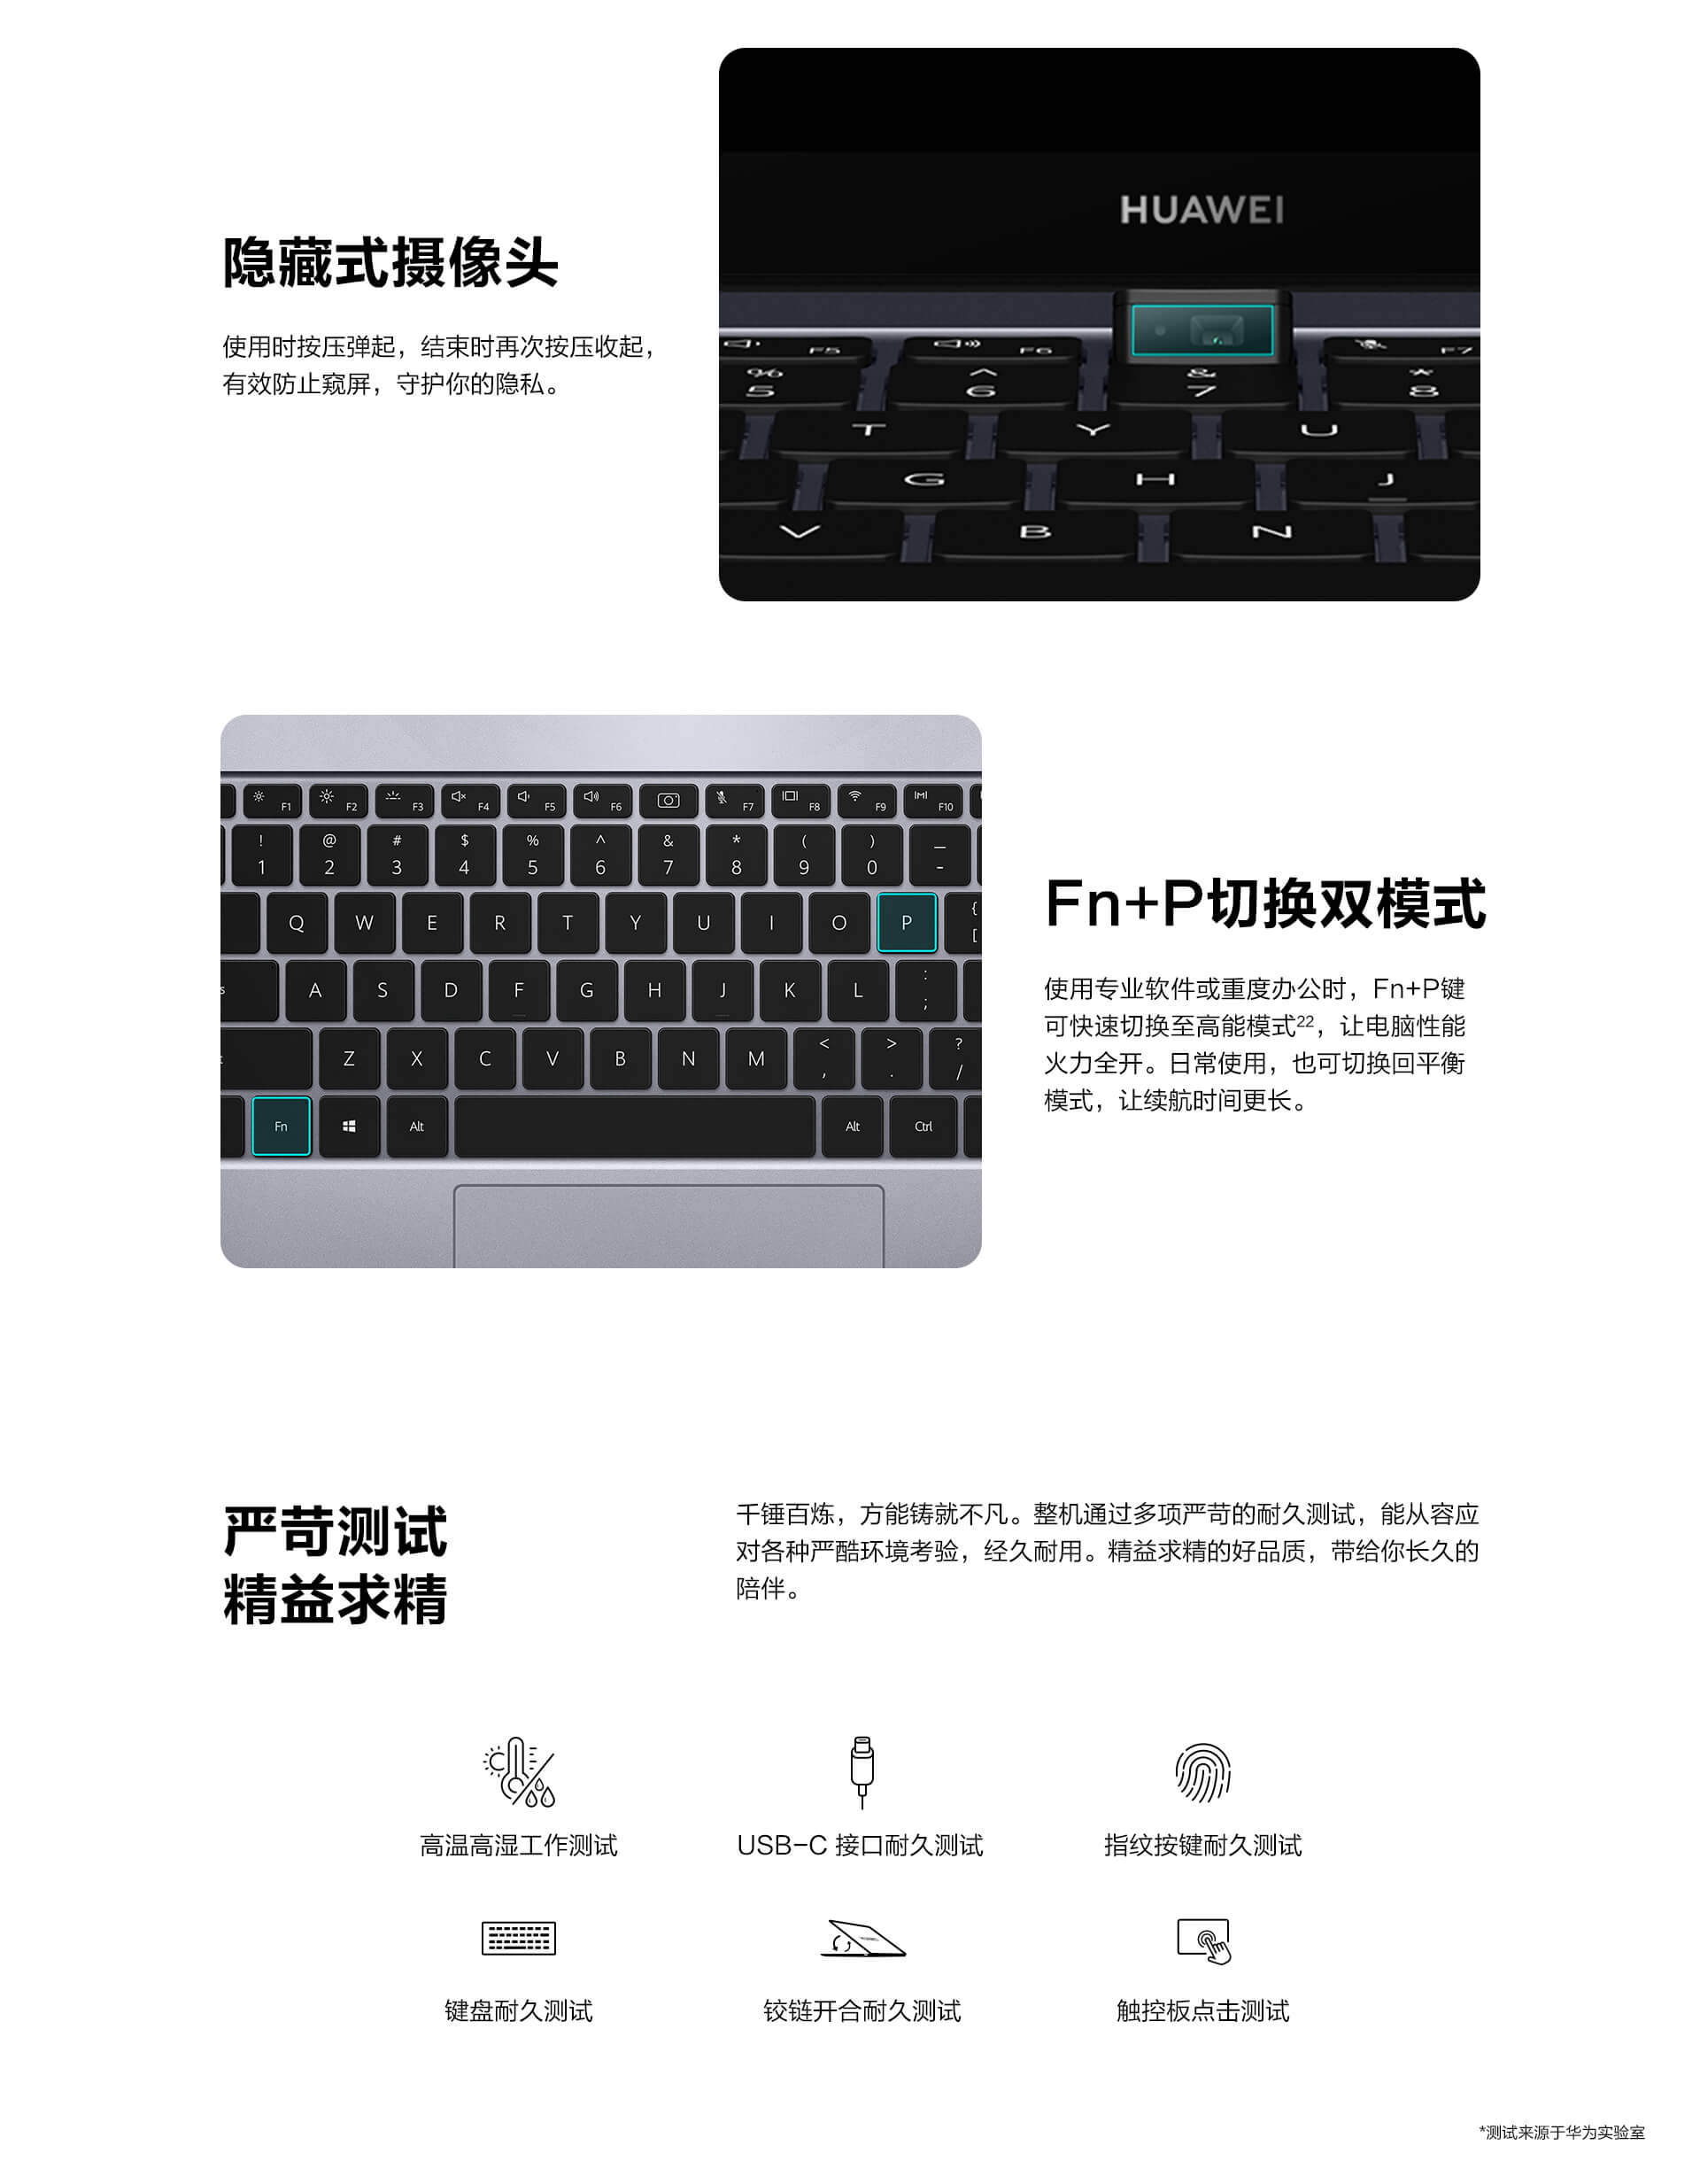 HUAWEI
隐藏式摄像头
使用时按压弹起，结束时再次按压收起，
有效防止窥屏，守护你的隐私。
F5 F6 F7
% ^ & *
5 6 7 8
T Y U
G H J
V B N
F1 F2 F3 F4 F5 F6 F7 F8 F9 F10
! @ # $ % ^ & * ( ) _
1 2 3 4 5 6 7 8 9 0 -
Q W E R T Y U I O P { [
A S D F G H J K L : ;
Z X C V B N M < , > . ? /
Fn Alt Alt Ctrl
Fn+P切换双模式
使用专业软件或重度办公时，Fn+P键
可快速切换至高能模式22，让电脑性能
火力全开。日常使用，也可切换回平衡
模式，让续航时间更长。
严苛测试
精益求精
千锤百炼，方能铸就不凡。整机通过多项严苛的耐久测试，能从容应
对各种严酷环境考验，经久耐用。精益求精的好品质，带给你长久的
陪伴。
高温高湿工作测试
USB-C 接口耐久测试
指纹按键耐久测试
键盘耐久测试
铰链开合耐久测试
触控板点击测试
*测试来源于华为实验室